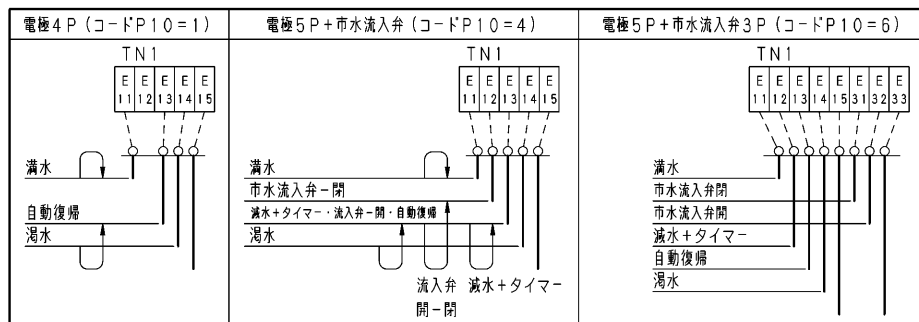 電極4P(コードP10=1)
TN1
E11 E12 E13 E14 E15
満水
自動復帰
渇水
電極5P+市水流入弁(コードP10=4)
TN1
E11 E12 E13 E14 E15
満水
市水流入弁-閉
減水+タイマー・流入弁-開・自動復帰
渇水
流入弁 減水+タイマー
開-閉
電極5P+市水流入弁3P(コードP10=6)
TN1
E11 E12 E13 E14 E15 E31 E32 E33
満水
市水流入弁閉
市水流入弁開
減水+タイマー
自動復帰
渇水